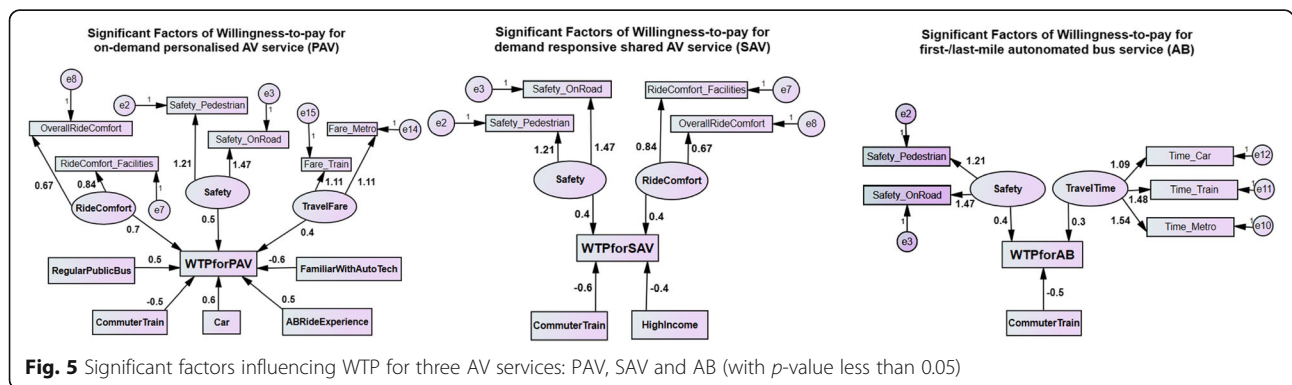 Significant Factors of Willingness-to-pay for
on-demand personalised AV service (PAV)
e8
1
e2
1
Safety_Pedestrian
e3
1
OverallRideComfort
e15
1
Fare_Metro
1
e14
Safety_OnRoad
RideComfort_Facilities
1.21
1.47
Fare_Train
1.11
1.11
0.67
0.84
1
e7
Safety
TravelFare
RideComfort
0.5
0.4
0.7
WTPforPAV
RegularPublicBus
0.5
-0.6
FamiliarWithAutoTech
-0.5
0.6
0.5
CommuterTrain
Car
ABRideExperience
Significant Factors of Willingness-to-pay for
demand responsive shared AV service (SAV)
e3
1
Safety_OnRoad
RideComfort_Facilities
1
e7
e2
1
Safety_Pedestrian
OverallRideComfort
1
e8
1.21
1.47
0.84
0.67
Safety
RideComfort
0.4
0.4
WTPforSAV
-0.6
-0.4
CommuterTrain
HighIncome
Significant Factors of Willingness-to-pay for
first-/last-mile autonomated bus service (AB)
e2
1
Safety_Pedestrian
1.21
1.09
Time_Car
1
e12
Safety_OnRoad
1.47
Safety
TravelTime
1.48
Time_Train
1
e11
1
e3
0.4
0.3
1.54
Time_Metro
1
e10
WTPforAB
-0.5
CommuterTrain
Fig. 5 Significant factors influencing WTP for three AV services: PAV, SAV and AB (with p-value less than 0.05)